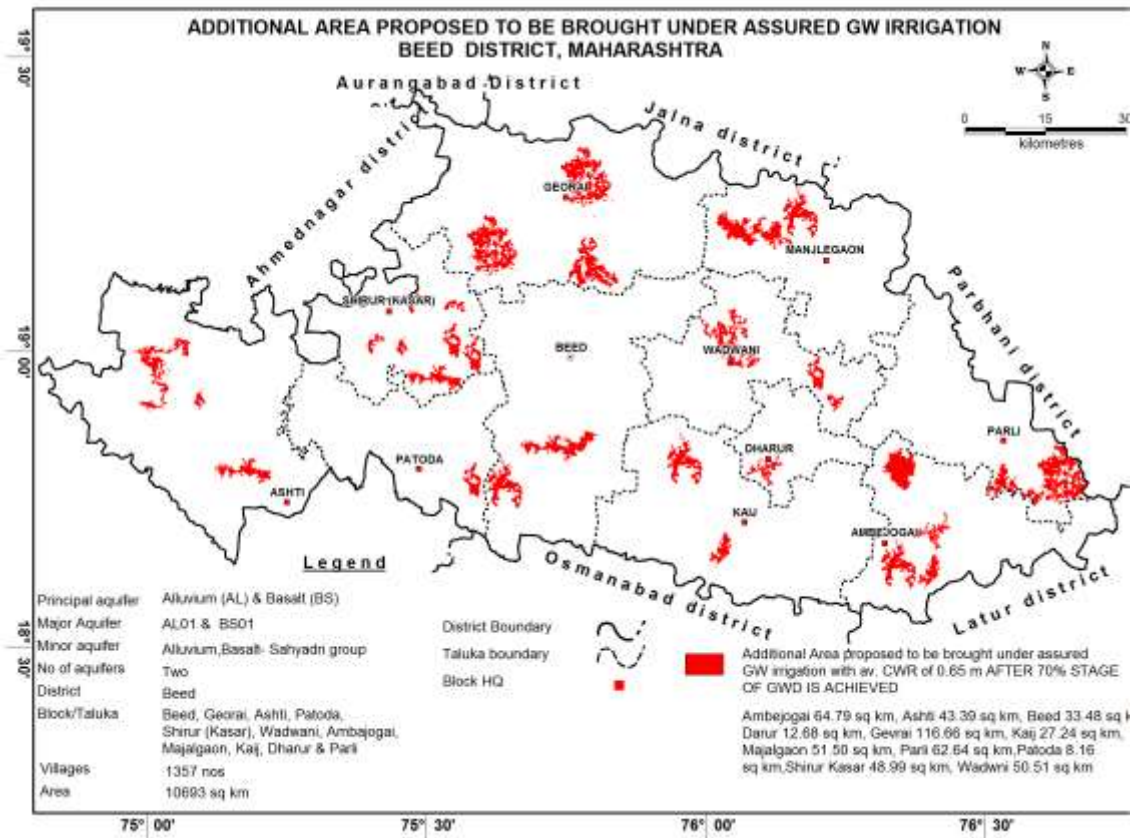 ADDITIONAL AREA PROPOSED TO BE BROUGHT UNDER ASSURED GW IRRIGATION
BEED DISTRICT, MAHARASHTRA
19° 30'
N
W E
S
Aurangabad District
0 15 30
kilometres
Jalna district
Ahmednagar district
GEORAI
MANJLEGAON
Parbhani district
SHIRUR (KASAR)
19° 00'
BEED
WADWANI
PARLI
PATODA
DHARUR
ASHTI
KAIJ
AMBEJOGAI
Osmanabad district
Latur district
18° 30'
Legend
Principal aquifer Alluvium (AL) & Basalt (BS)
Major Aquifer AL01 & BS01
Minor aquifer Alluvium,Basalt- Sahyadri group
No of aquifers Two
District Beed
Block/Taluka Beed, Georai, Ashti, Patoda,
Shirur (Kasar), Wadwani, Ambajogai,
Majalgaon, Kaij, Dharur & Parli
Villages 1357 nos
Area 10693 sq km
District Boundary
Taluka boundary
Block HQ
Additional Area proposed to be brought under assured
GW irrigation with av. CWR of 0.65 m AFTER 70% STAGE
OF GWD IS ACHIEVED
Ambejogai 64.79 sq km, Ashti 43.39 sq km, Beed 33.48 sq k
Darur 12.68 sq km, Gevrai 116.66 sq km, Kaij 27.24 sq km,
Majalgaon 51.50 sq km, Parli 62.64 sq km,Patoda 8.16
sq km,Shirur Kasar 48.99 sq km, Wadwni 50.51 sq km
75° 00' 75° 30' 76° 00' 76° 30'